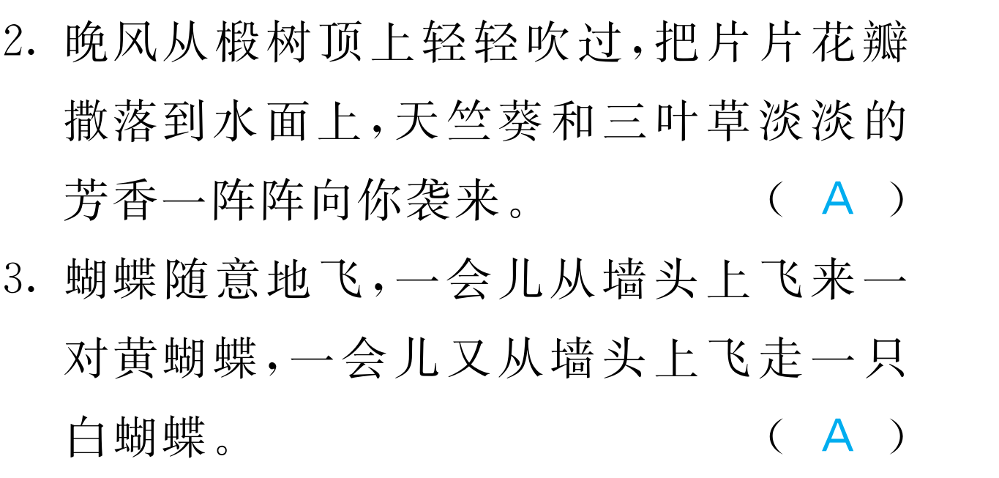 2. 晚风从椴树顶上轻轻吹过,把片片花瓣
撒落到水面上,天竺葵和三叶草淡淡的
芳香一阵阵向你袭来。 ( A )
3. 蝴蝶随意地飞,一会儿从墙头上飞来一
对黄蝴蝶,一会儿又从墙头上飞走一只
白蝴蝶。 ( A )